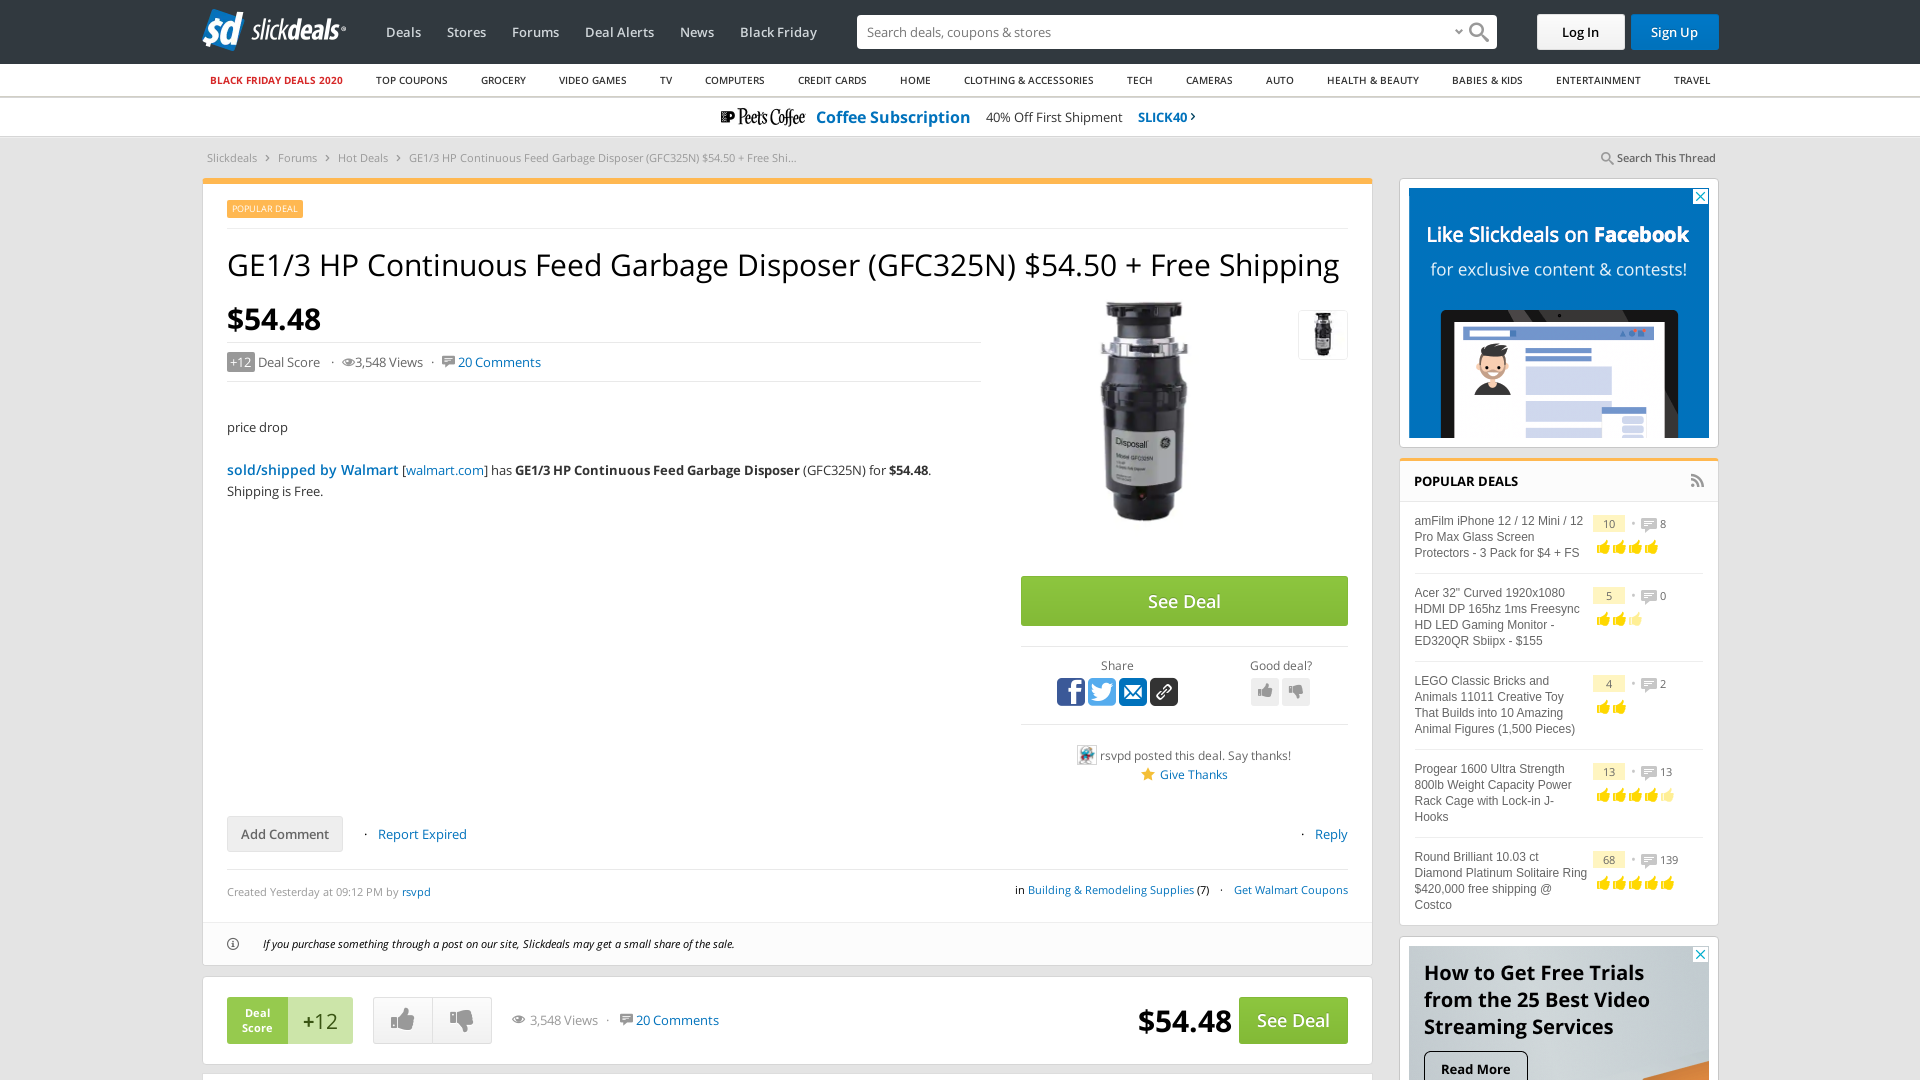 sd slickdeals
Deals Stores Forums Deal Alerts News Black Friday
Search deals, coupons & searches
Log In Sign Up
BLACK FRIDAY DEALS 2020 TOP COUPONS GROCERY VIDEO GAMES TV COMPUTERS CREDIT CARDS HOME CLOTHING & ACCESSORIES TECH CAMERAS AUTO HEALTH & BEAUTY BABIES & KIDS ENTERTAINMENT TRAVEL
Peet's Coffee Coffee Subscription 40% Off First Shipment SLICK40 ›
Slickdeals › Forums › Hot Deals › GE1/3 HP Continuous Feed Garbage Disposer (GFC325N) $54.50 + Free Shi...
Search This Thread
POPULAR DEAL
GE1/3 HP Continuous Feed Garbage Disposer (GFC325N) $54.50 + Free Shipping
$54.48
+12 Deal Score · 3,548 Views · 20 Comments
price drop
sold/shipped by Walmart [walmart.com] has GE1/3 HP Continuous Feed Garbage Disposer (GFC325N) for $54.48.
Shipping is Free.
Disposall
See Deal
Share Good deal?
rsvpd posted this deal. Say thanks!
Give Thanks
Add Comment · Report Expired · Reply
Created Yesterday at 09:12 PM by rsvpd
in Building & Remodeling Supplies (7) · Get Walmart Coupons
If you purchase something through a post on our site, Slickdeals may get a small share of the sale.
Deal
Score
+12
3,548 Views · 20 Comments
$54.48 See Deal
Like Slickdeals on Facebook
for exclusive content & contests!
POPULAR DEALS
amFilm iPhone 12 / 12 Mini / 12
Pro Max Glass Screen
Protectors - 3 Pack for $4 + FS
10 • 8
Acer 32" Curved 1920x1080
HDMI DP 165hz 1ms Freesync
HD LED Gaming Monitor -
ED320QR Sbiipx - $155
5 • 0
LEGO Classic Bricks and
Animals 11011 Creative Toy
That Builds into 10 Amazing
Animal Figures (1,500 Pieces)
4 • 2
Progear 1600 Ultra Strength
800lb Weight Capacity Power
Rack Cage with Lock-in J-
Hooks
13 • 13
Round Brilliant 10.03 ct
Diamond Platinum Solitaire Ring
$420,000 free shipping @
Costco
68 • 139
How to Get Free Trials
from the 25 Best Video
Streaming Services
Read More